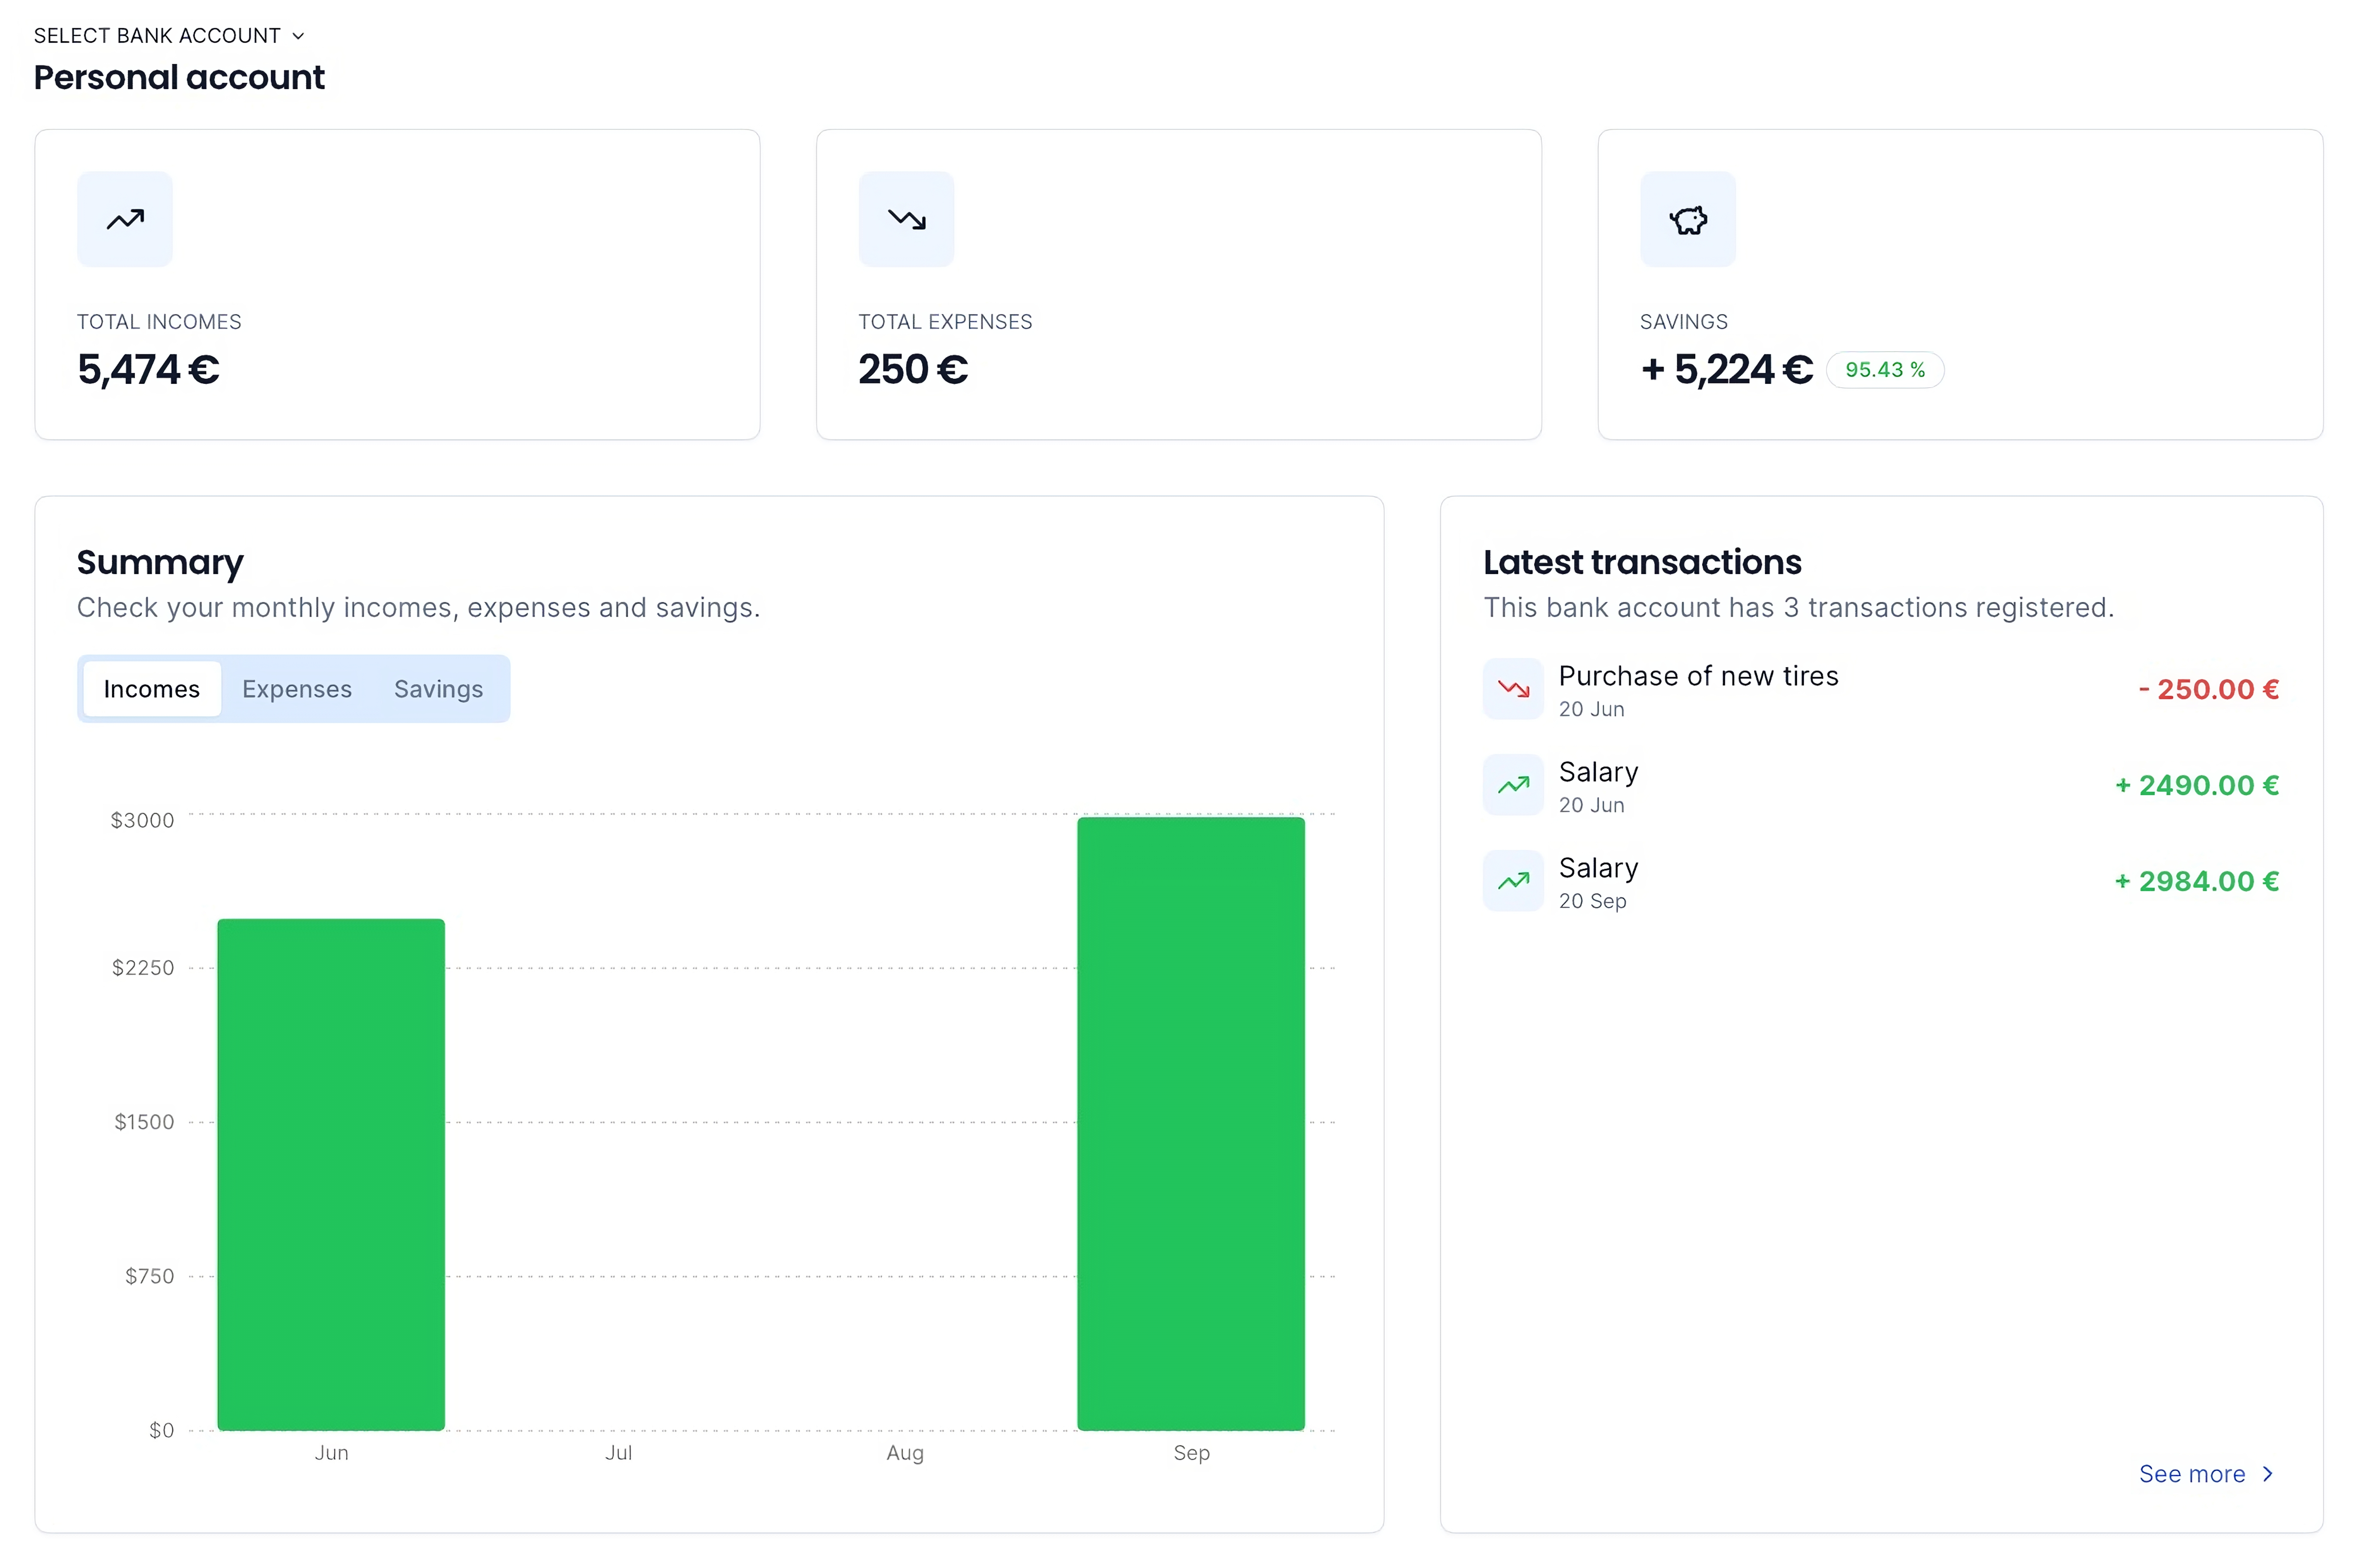 SELECT BANK ACCOUNT
Personal account
TOTAL INCOMES
5,474 €
TOTAL EXPENSES
250 €
SAVINGS
+ 5,224 € 95.43 %
Summary
Check your monthly incomes, expenses and savings.
Incomes Expenses Savings
$3000
$2250
$1500
$750
$0
Jun Jul Aug Sep
Latest transactions
This bank account has 3 transactions registered.
Purchase of new tires
20 Jun
- 250.00 €
Salary
20 Jun
+ 2490.00 €
Salary
20 Sep
+ 2984.00 €
See more